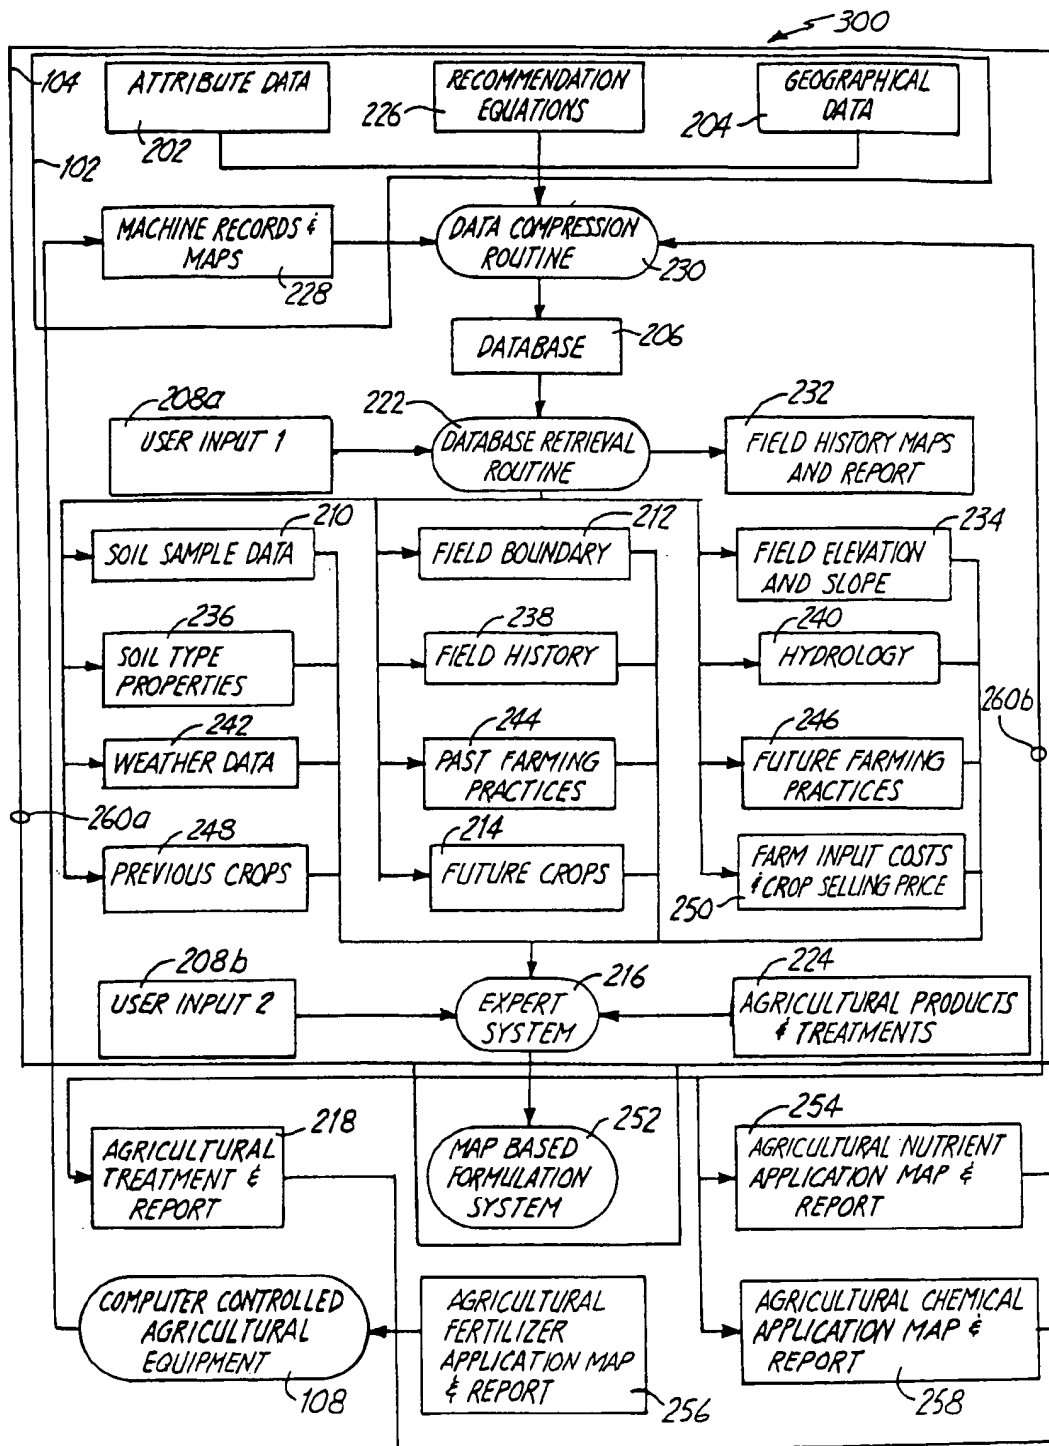 300
104
ATTRIBUTE DATA
202
RECOMMENDATION
EQUATIONS
226
GEOGRAPHICAL
DATA
204
102
MACHINE RECORDS &
MAPS
228
DATA COMPRESSION
ROUTINE
230
DATABASE
206
208a
USER INPUT 1
222
DATABASE RETRIEVAL
ROUTINE
232
FIELD HISTORY MAPS
AND REPORT
210
SOIL SAMPLE DATA
212
FIELD BOUNDARY
234
FIELD ELEVATION
AND SLOPE
236
SOIL TYPE
PROPERTIES
238
FIELD HISTORY
240
HYDROLOGY
260b
242
WEATHER DATA
244
PAST FARMING
PRACTICES
246
FUTURE FARMING
PRACTICES
260a
248
PREVIOUS CROPS
214
FUTURE CROPS
FARM INPUT COSTS
& CROP SELLING PRICE
250
208b
USER INPUT 2
216
EXPERT
SYSTEM
224
AGRICULTURAL PRODUCTS
& TREATMENTS
218
AGRICULTURAL
TREATMENT &
REPORT
252
MAP BASED
FORMULATION
SYSTEM
254
AGRICULTURAL NUTRIENT
APPLICATION MAP &
REPORT
COMPUTER CONTROLLED
AGRICULTURAL
EQUIPMENT
108
AGRICULTURAL
FERTILIZER
APPLICATION MAP
& REPORT
256
AGRICULTURAL CHEMICAL
APPLICATION MAP &
REPORT
258